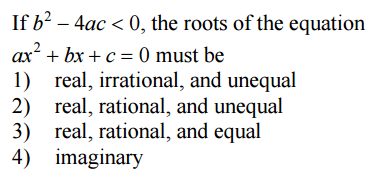 If b² – 4ac < 0, the roots of the equation
ax² + bx + c = 0 must be
1) real, irrational, and unequal
2) real, rational, and unequal
3) real, rational, and equal
4) imaginary